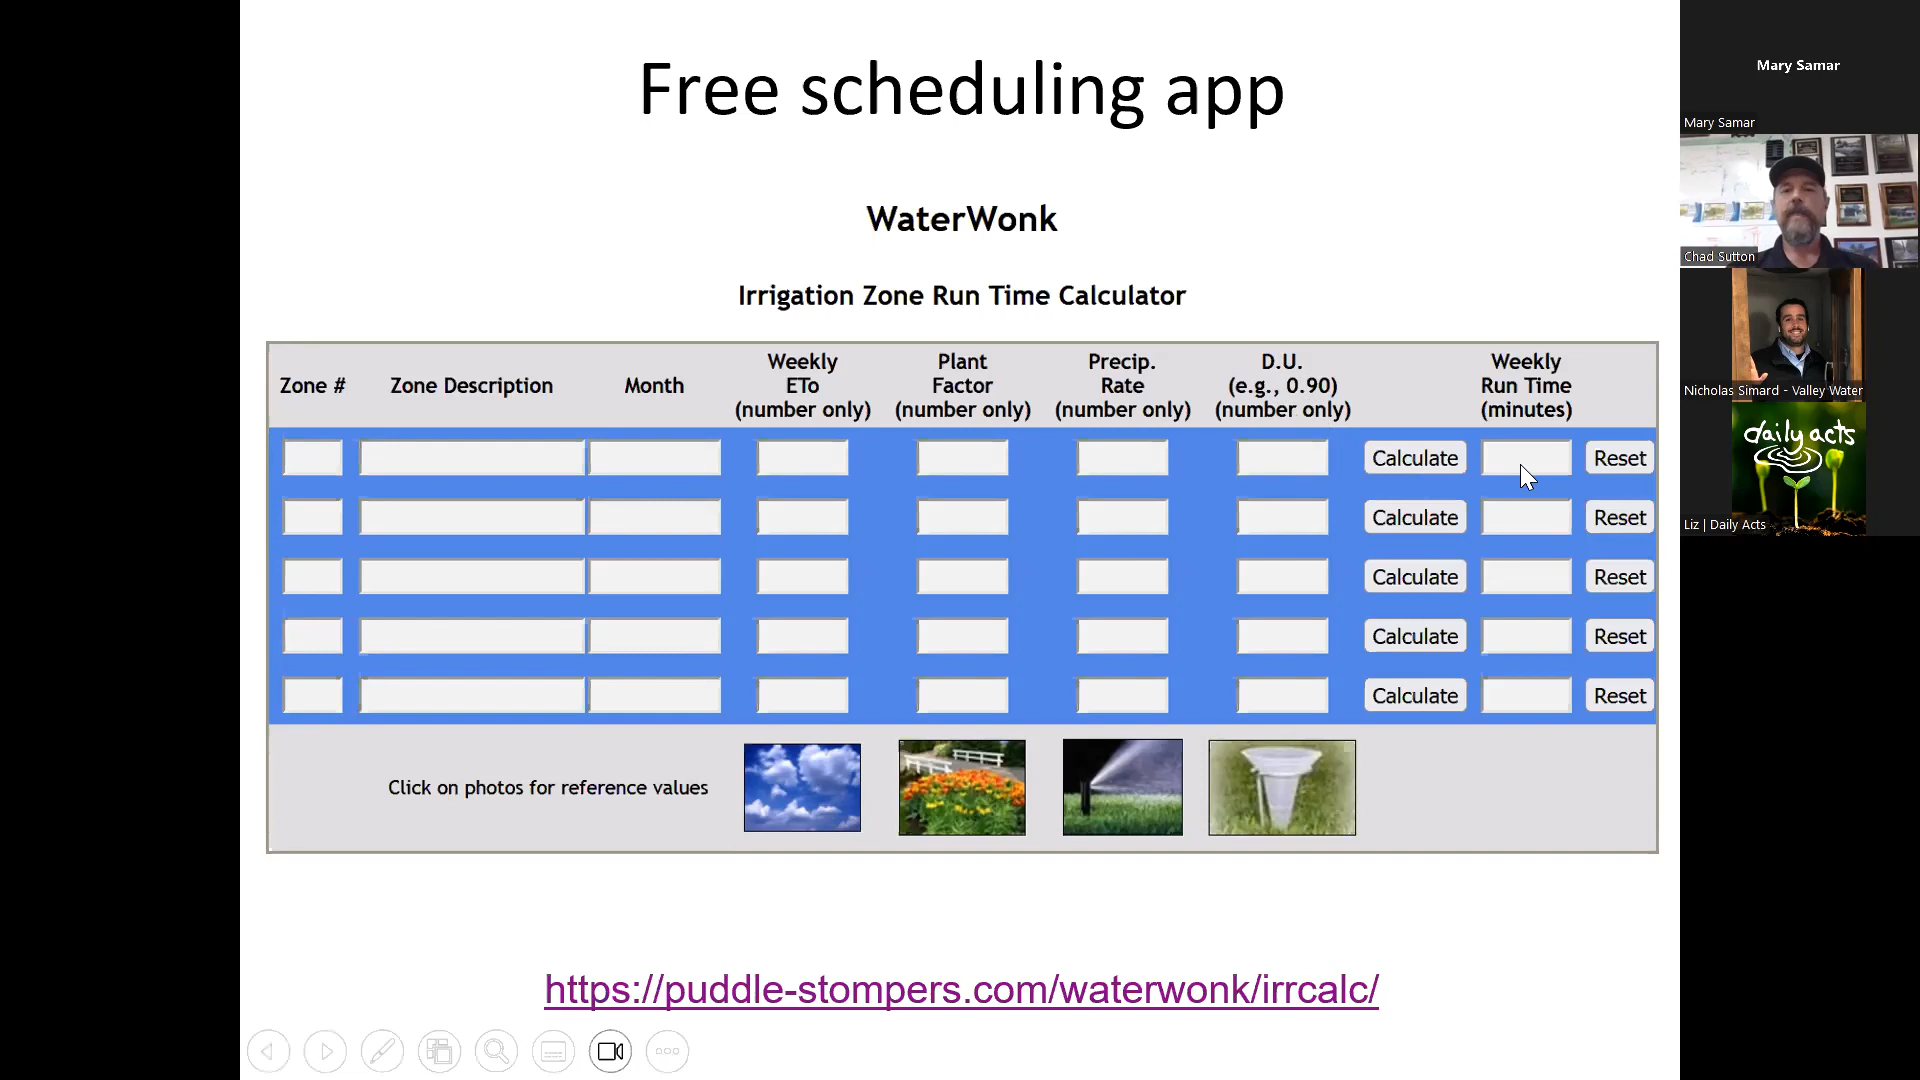 Free scheduling app
WaterWonk
Irrigation Zone Run Time Calculator
Zone #
Zone Description
Month
Weekly
ETo
(number only)
Plant
Factor
(number only)
Precip.
Rate
(number only)
D.U.
(e.g., 0.90)
(number only)
Weekly
Run Time
(minutes)
Calculate
Reset
Calculate
Reset
Calculate
Reset
Calculate
Reset
Calculate
Reset
Click on photos for reference values
https://puddle-stompers.com/waterwonk/irrcalc/
Mary Samar
Mary Samar
Chad Sutton
Nicholas Simard - Valley Water
daily acts
Liz | Daily Acts